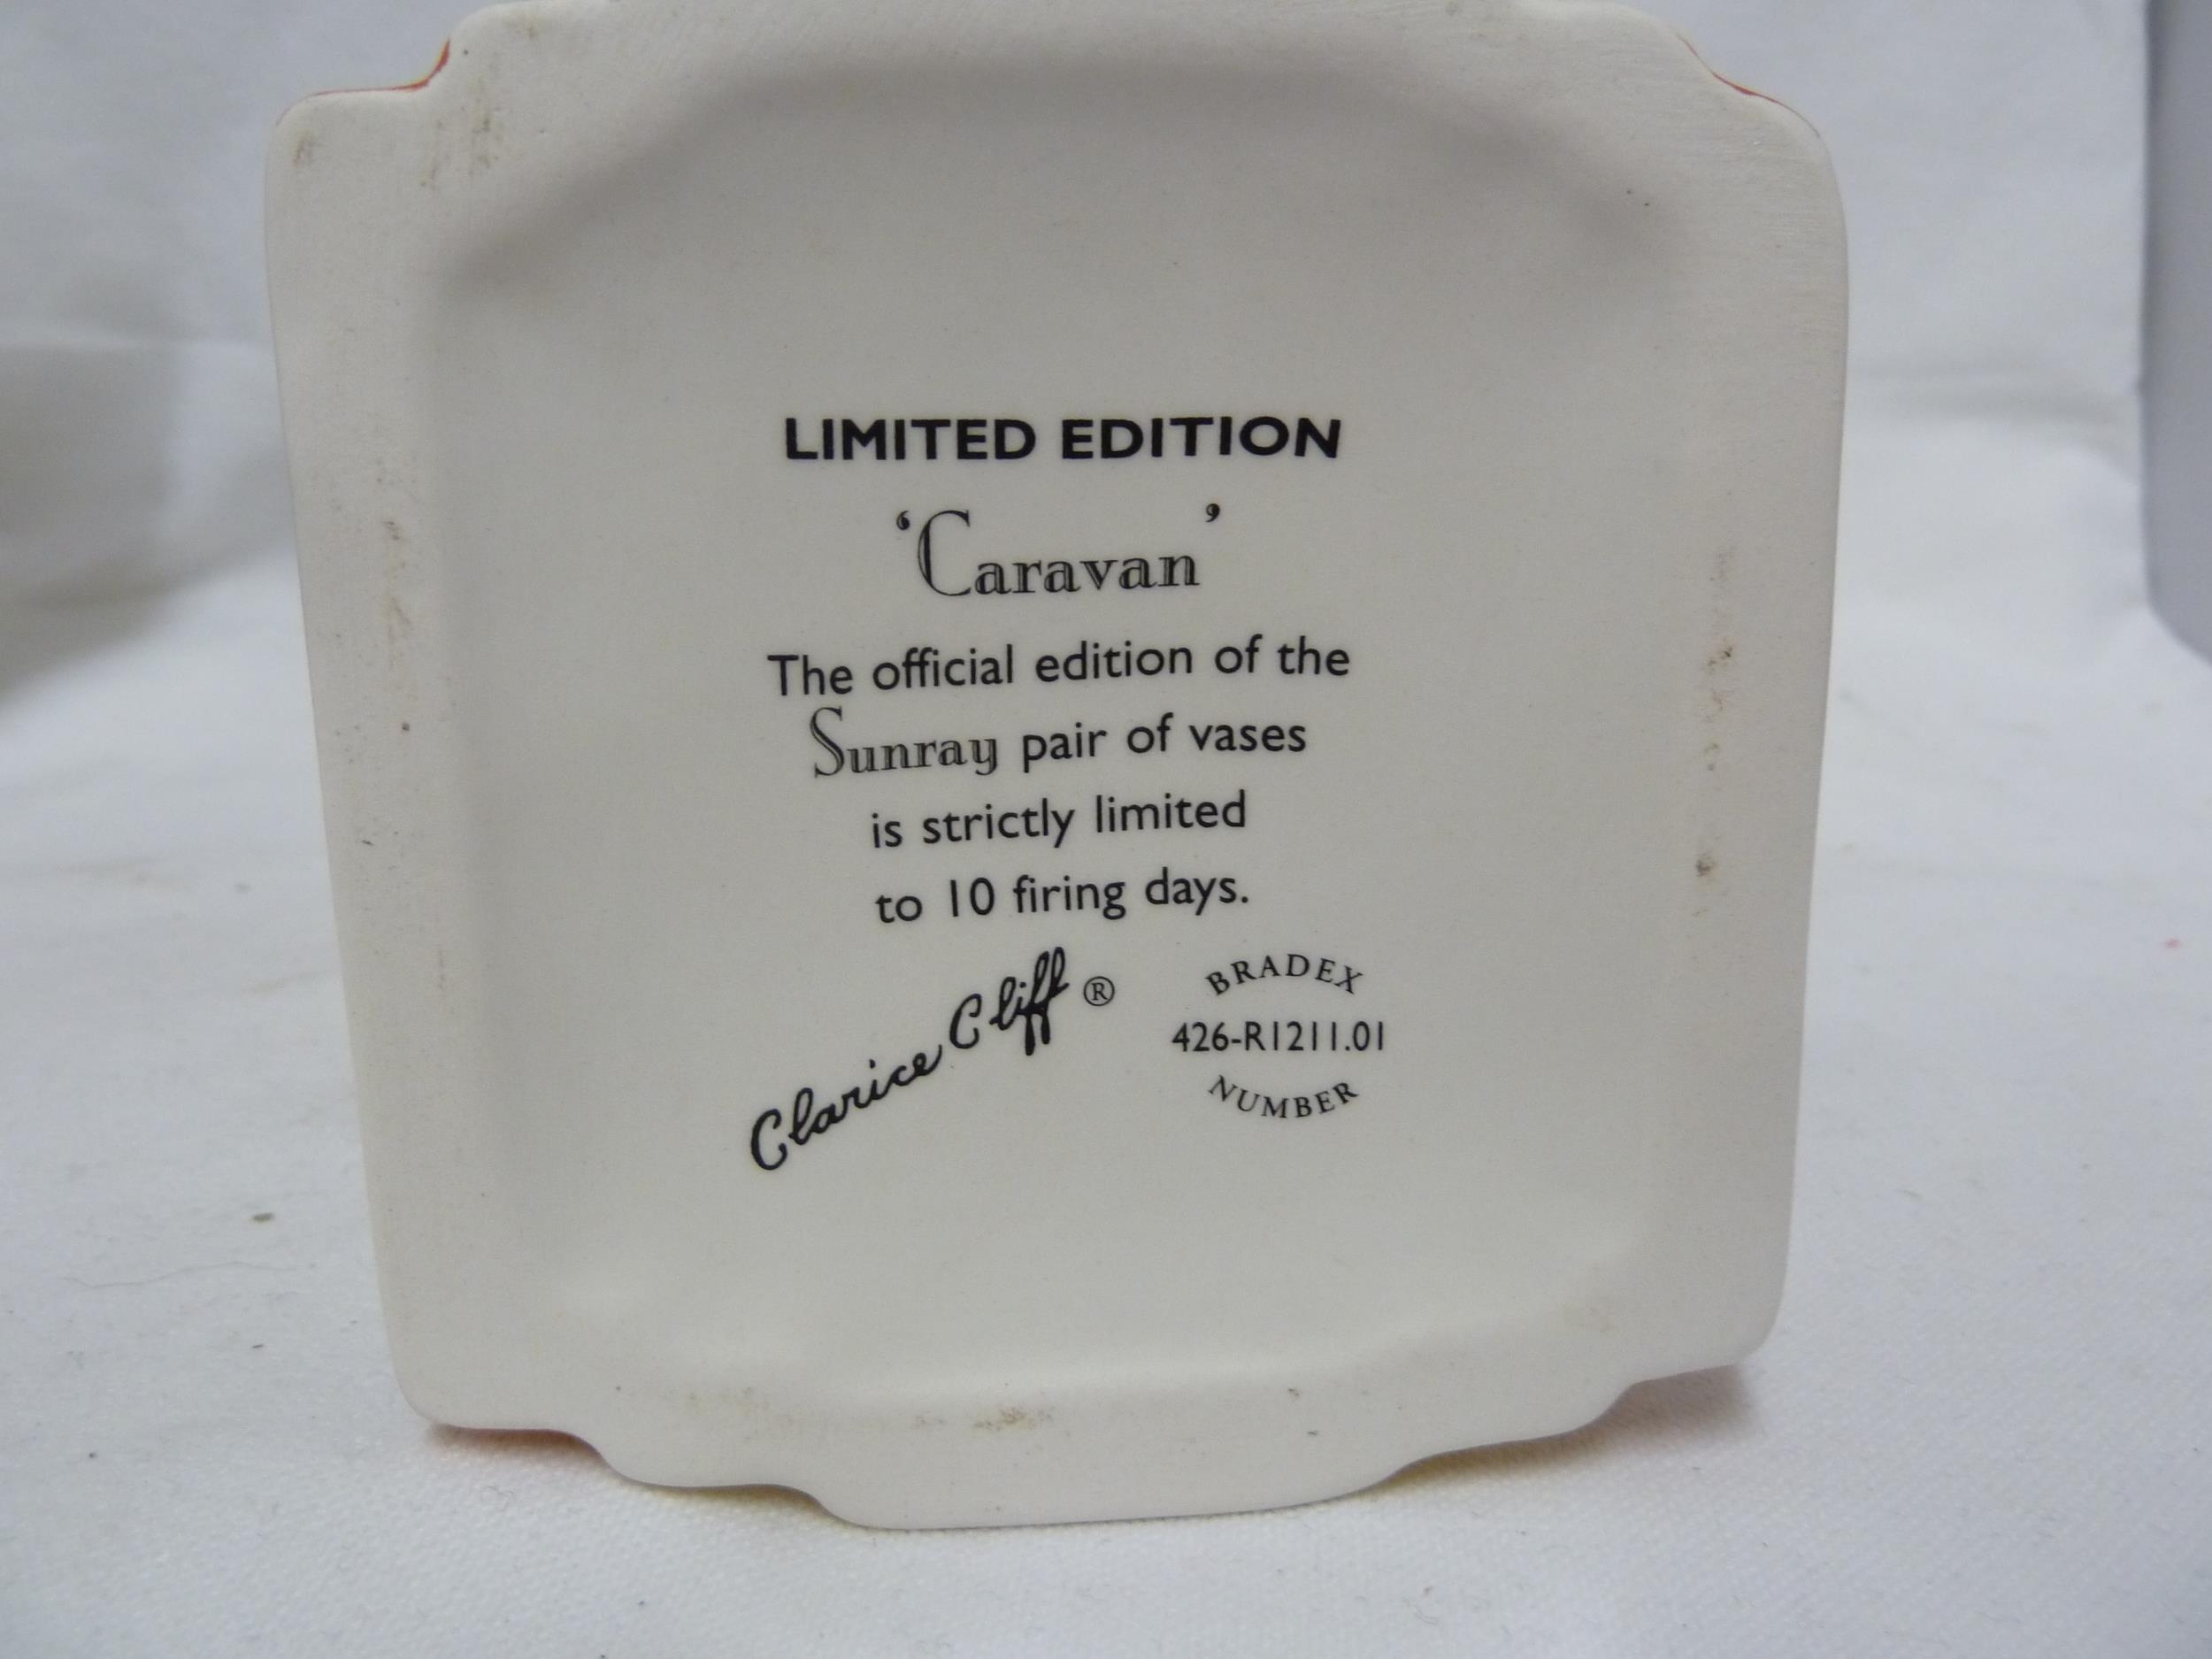 LIMITED EDITION
‘Caravan’
The official edition of the
Sunray pair of vases
is strictly limited
to 10 firing days.
Clarice Cliff ®
BRADEX
426-R1211.01
NUMBER